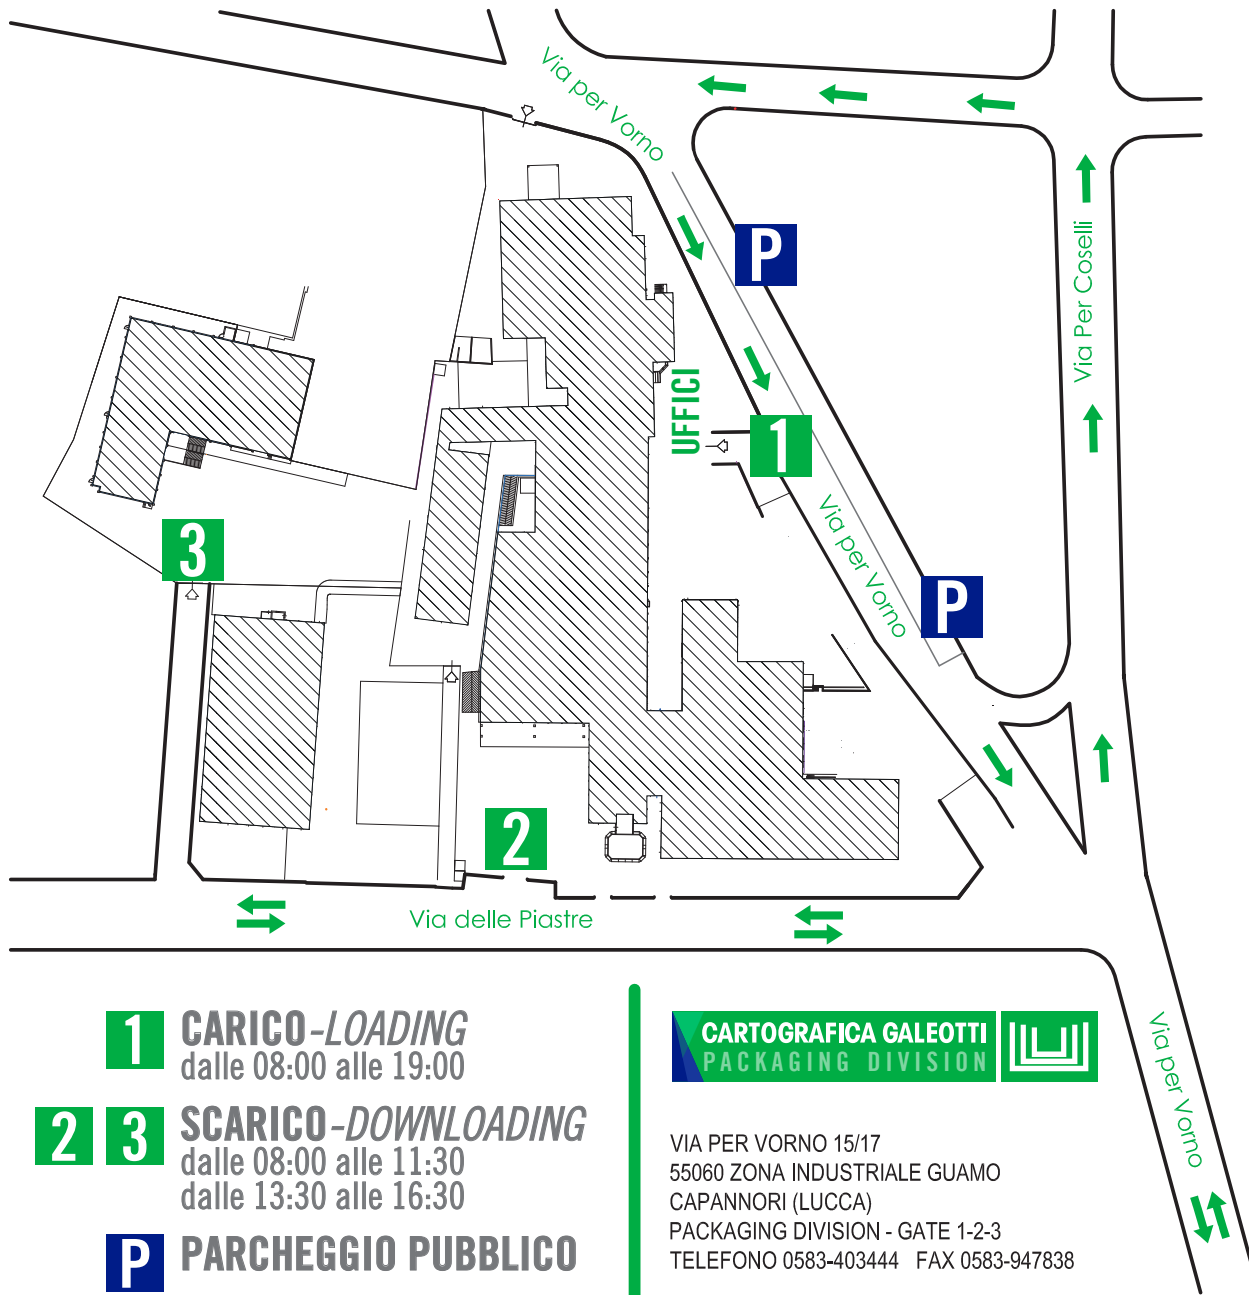 Via per Vorno
P
Via Per Coselli
UFFICI
1
Via per Vorno
3
P
2
Via delle Piastre
1 CARICO-LOADING
dalle 08:00 alle 19:00
2 3 SCARICO-DOWNLOADING
dalle 08:00 alle 11:30
dalle 13:30 alle 16:30
P PARCHEGGIO PUBBLICO
CARTOGRAFICA GALEOTTI
PACKAGING DIVISION
VIA PER VORNO 15/17
55060 ZONA INDUSTRIALE GUAMO
CAPANNORI (LUCCA)
PACKAGING DIVISION - GATE 1-2-3
TELEFONO 0583-403444 FAX 0583-947838
Via per Vorno